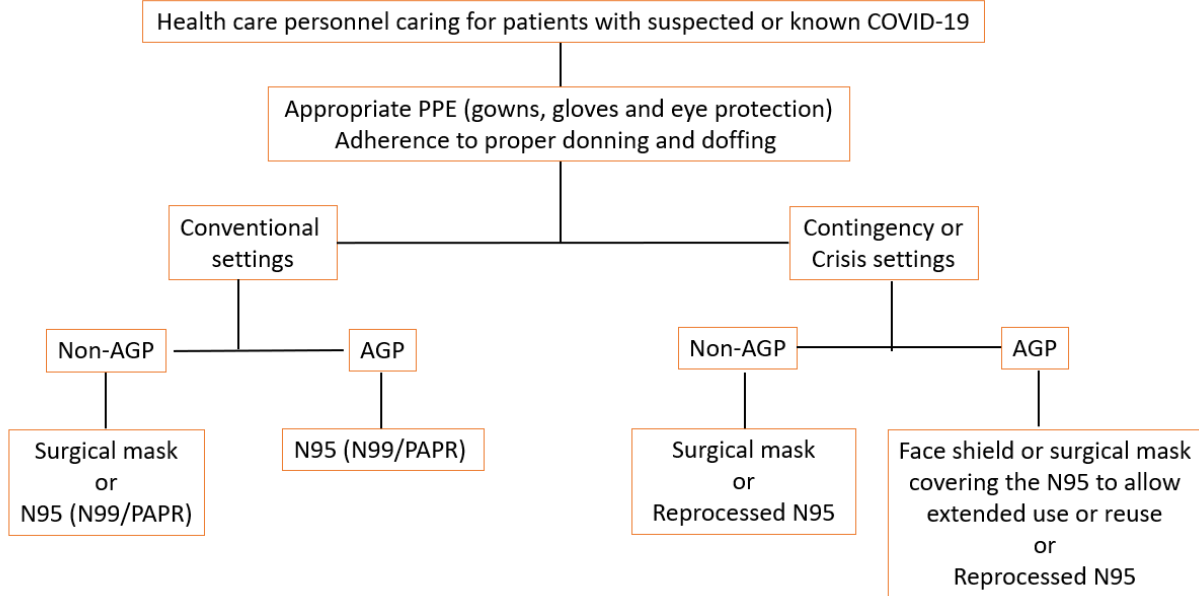 Health care personnel caring for patients with suspected or known COVID-19
Appropriate PPE (gowns, gloves and eye protection)
Adherence to proper donning and doffing
Conventional
settings
Contingency or
Crisis settings
Non-AGP
AGP
Non-AGP
AGP
Surgical mask
or
N95 (N99/PAPR)
N95 (N99/PAPR)
Surgical mask
or
Reprocessed N95
Face shield or surgical mask
covering the N95 to allow
extended use or reuse
or
Reprocessed N95